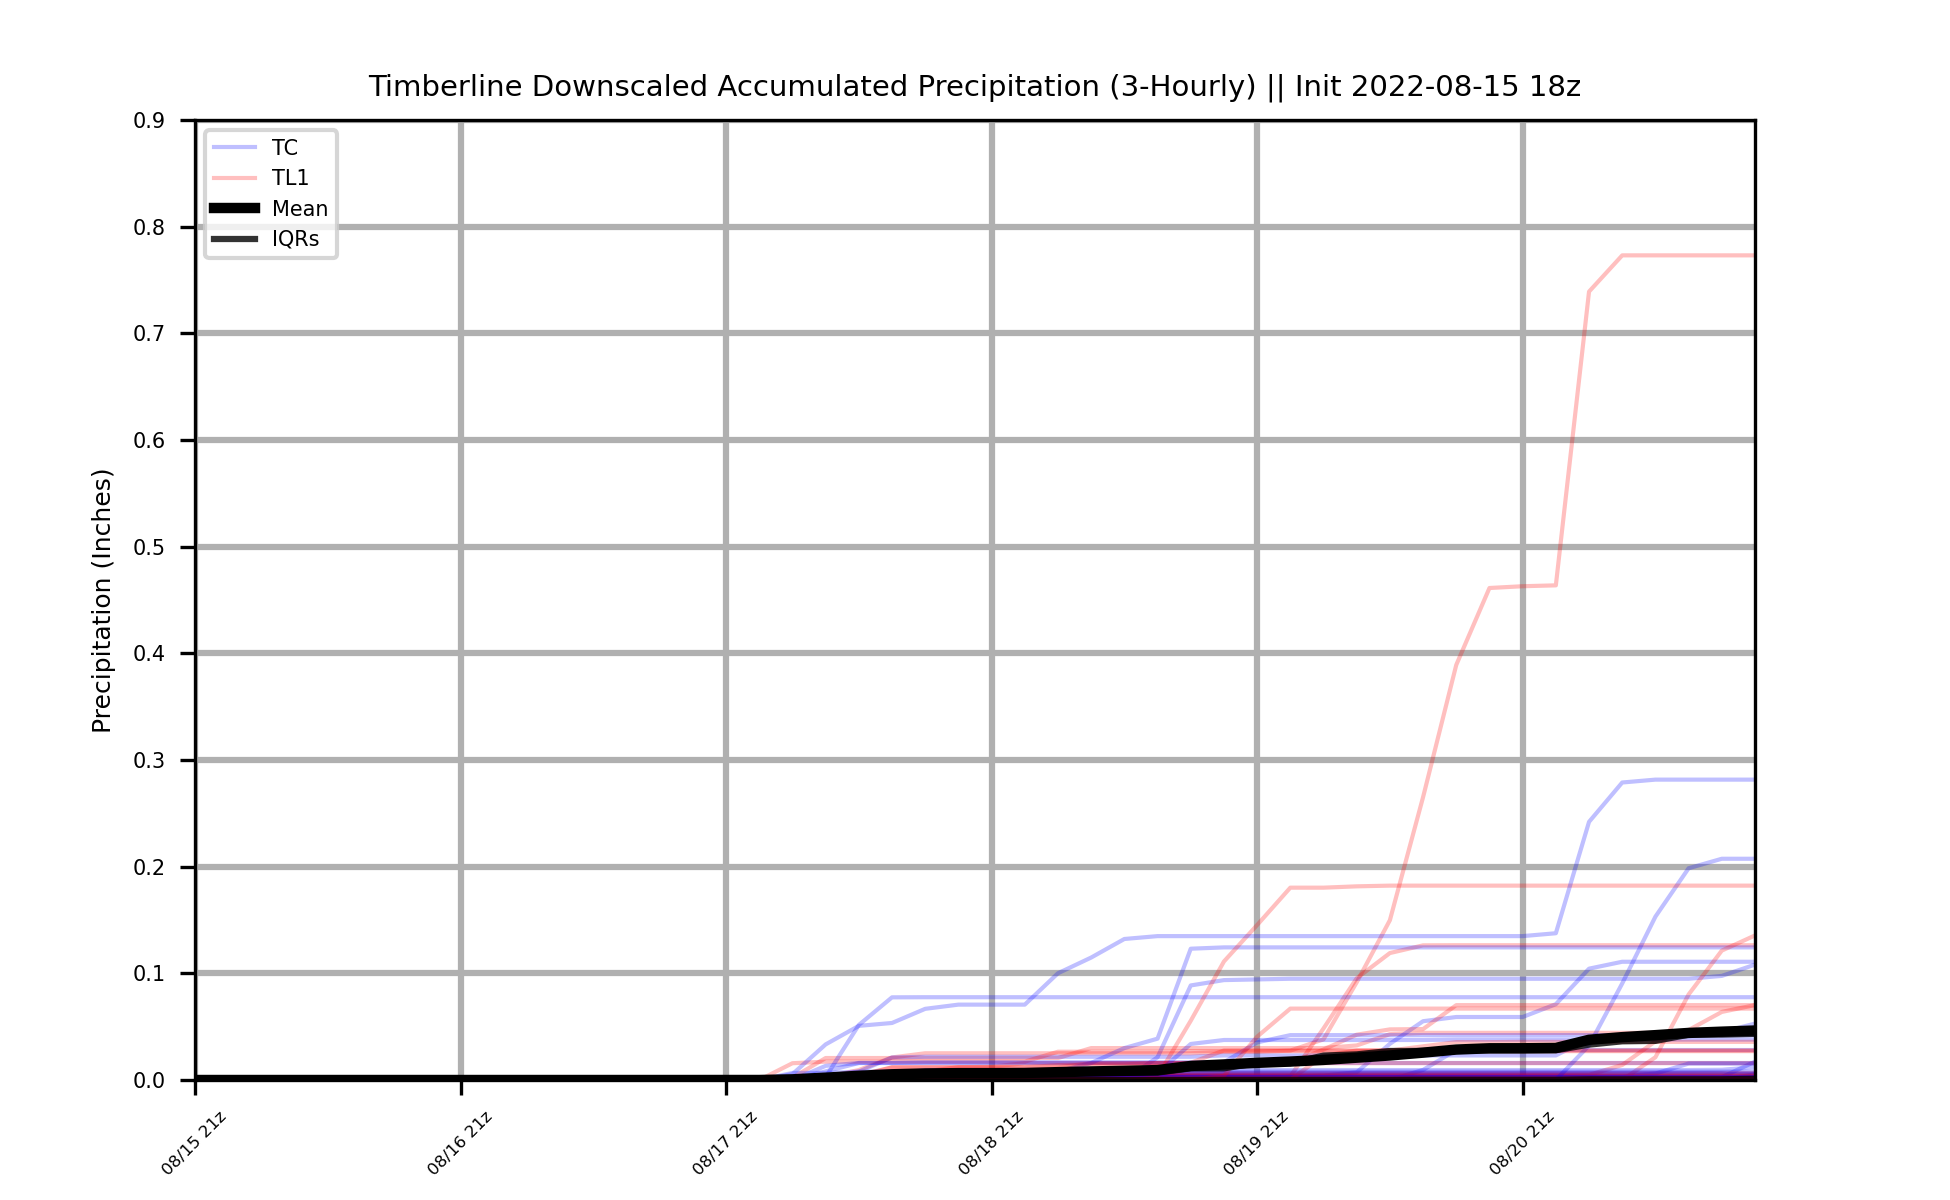 Timberline Downscaled Accumulated Precipitation (3-Hourly) || Init 2022-08-15 18z
TC
TL1
Mean
IQRs
Precipitation (Inches)
0.9
0.8
0.7
0.6
0.5
0.4
0.3
0.2
0.1
0.0
08/15 21z
08/16 21z
08/17 21z
08/18 21z
08/19 21z
08/20 21z